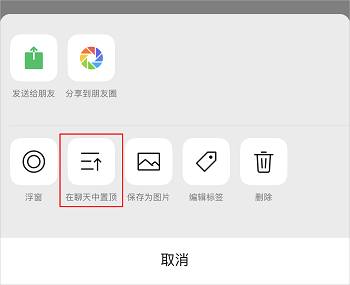 发送给朋友
分享到朋友圈
浮窗
在聊天中置顶
保存为图片
编辑标签
删除
取消